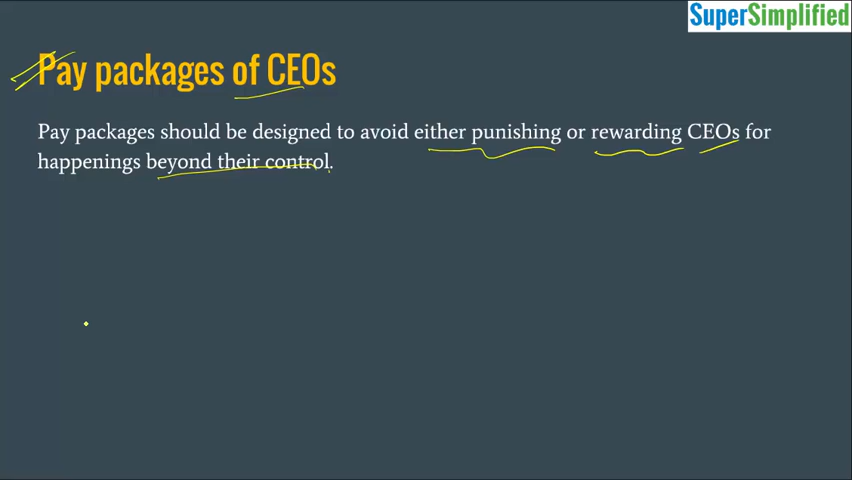 SuperSimplified
Pay packages of CEOs
Pay packages should be designed to avoid either punishing or rewarding CEOs for
happenings beyond their control.